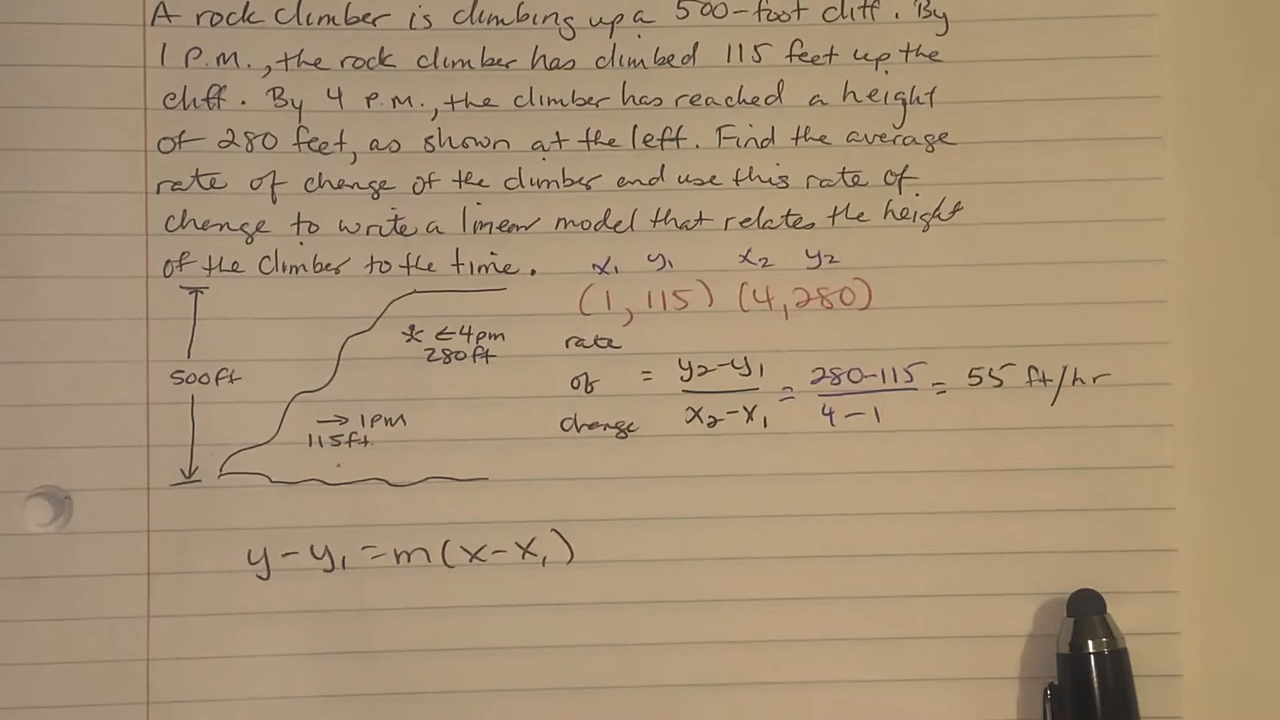 A rock climber is climbing up a 500-foot cliff. By
1 P.M., the rock climber has climbed 115 feet up the
cliff. By 4 P.M., the climber has reached a height
of 280 feet, as shown at the left. Find the average
rate of change of the climber and use this rate of
change to write a linear model that relates the height
of the climber to the time.
x₁ y₁ x₂ y₂
(1, 115) (4, 280)
500ft
* ← 4pm
280ft
→ 1PM
115ft.
rate
of
change
= y₂-y₁ / x₂-x₁ = 280-115 / 4-1 = 55 ft/hr
y-y₁ = m(x-x₁)